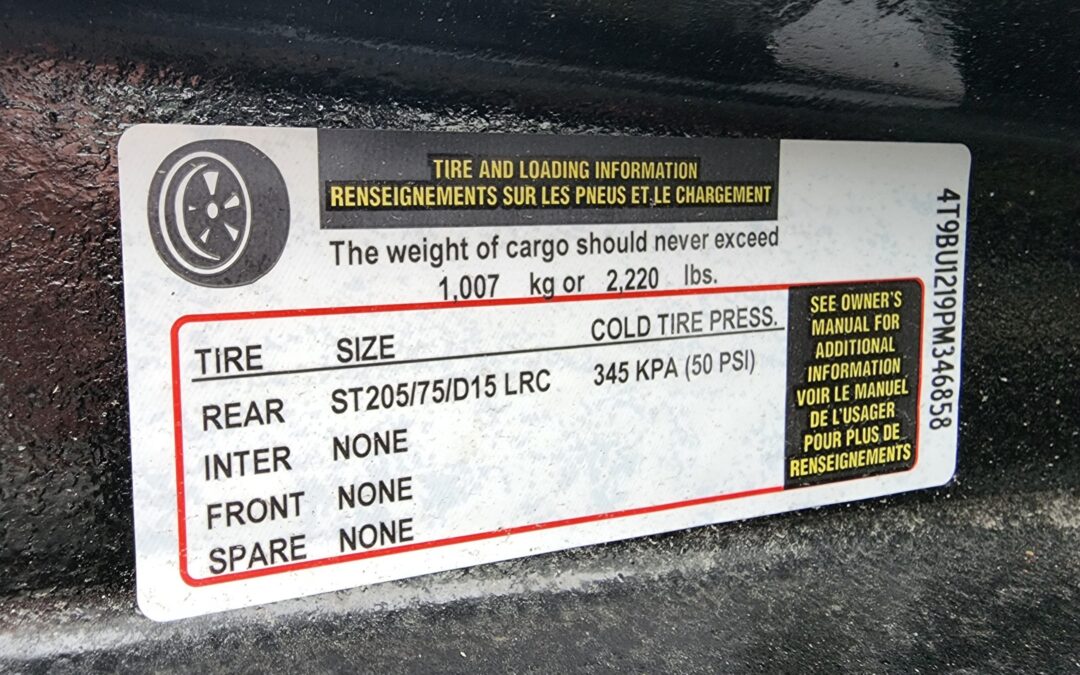 TIRE AND LOADING INFORMATION
RENSEIGNEMENTS SUR LES PNEUS ET LE CHARGEMENT
The weight of cargo should never exceed
1,007 kg or 2,220 lbs.
TIRE SIZE COLD TIRE PRESS.
REAR ST205/75/D15 LRC 345 KPA (50 PSI)
INTER NONE
FRONT NONE
SPARE NONE
SEE OWNER'S
MANUAL FOR
ADDITIONAL
INFORMATION
VOIR LE MANUEL
DE L'USAGER
POUR PLUS DE
RENSEIGNEMENTS
4T9BU1219PM346858